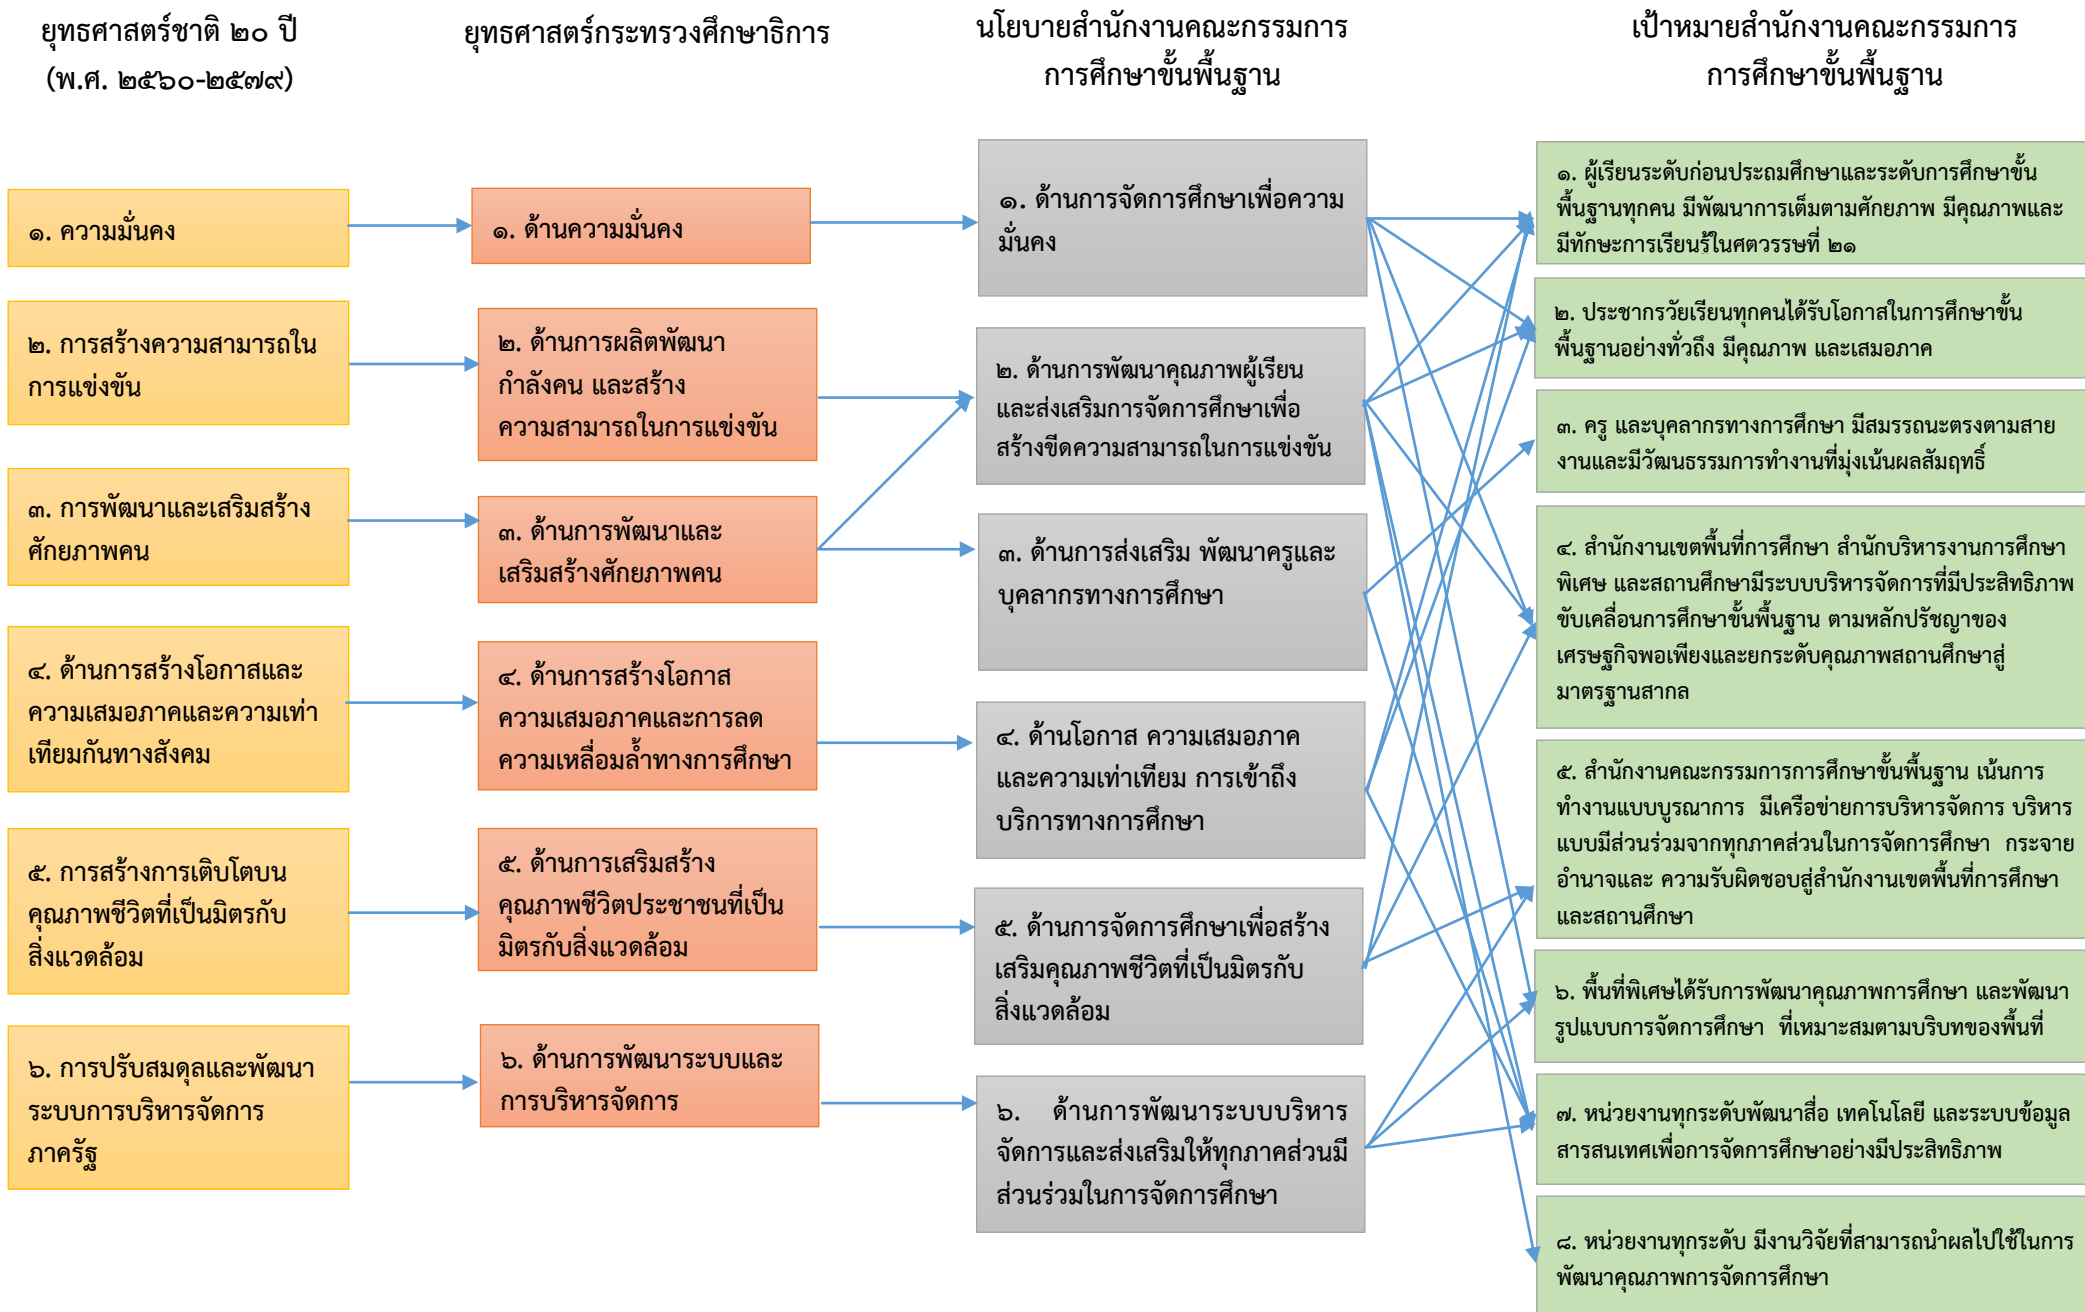 ยุทธศาสตร์ชาติ ๒๐ ปี
(พ.ศ. ๒๕๖๐-๒๕๗๙)
ยุทธศาสตร์กระทรวงศึกษาธิการ
นโยบายสำนักงานคณะกรรมการ
การศึกษาขั้นพื้นฐาน
เป้าหมายสำนักงานคณะกรรมการ
การศึกษาขั้นพื้นฐาน
๑. ความมั่นคง
๒. การสร้างความสามารถใน
การแข่งขัน
๓. การพัฒนาและเสริมสร้าง
ศักยภาพคน
๔. ด้านการสร้างโอกาสและ
ความเสมอภาคและความเท่า
เทียมกันทางสังคม
๕. การสร้างการเติบโตบน
คุณภาพชีวิตที่เป็นมิตรกับ
สิ่งแวดล้อม
๖. การปรับสมดุลและพัฒนา
ระบบการบริหารจัดการ
ภาครัฐ
๑. ด้านความมั่นคง
๒. ด้านการผลิตพัฒนา
กำลังคน และสร้าง
ความสามารถในการแข่งขัน
๓. ด้านการพัฒนาและ
เสริมสร้างศักยภาพคน
๔. ด้านการสร้างโอกาส
ความเสมอภาคและการลด
ความเหลื่อมล้ำทางการศึกษา
๕. ด้านการเสริมสร้าง
คุณภาพชีวิตประชาชนที่เป็น
มิตรกับสิ่งแวดล้อม
๖. ด้านการพัฒนาระบบและ
การบริหารจัดการ
๑. ด้านการจัดการศึกษาเพื่อความ
มั่นคง
๒. ด้านการพัฒนาคุณภาพผู้เรียน
และส่งเสริมการจัดการศึกษาเพื่อ
สร้างขีดความสามารถในการแข่งขัน
๓. ด้านการส่งเสริม พัฒนาครูและ
บุคลากรทางการศึกษา
๔. ด้านโอกาส ความเสมอภาค
และความเท่าเทียม การเข้าถึง
บริการทางการศึกษา
๕. ด้านการจัดการศึกษาเพื่อสร้าง
เสริมคุณภาพชีวิตที่เป็นมิตรกับ
สิ่งแวดล้อม
๖. ด้านการพัฒนาระบบบริหาร
จัดการและส่งเสริมให้ทุกภาคส่วนมี
ส่วนร่วมในการจัดการศึกษา
๑. ผู้เรียนระดับก่อนประถมศึกษาและระดับการศึกษาขั้น
พื้นฐานทุกคน มีพัฒนาการเต็มตามศักยภาพ มีคุณภาพและ
มีทักษะการเรียนรู้ในศตวรรษที่ ๒๑
๒. ประชากรวัยเรียนทุกคนได้รับโอกาสในการศึกษาขั้น
พื้นฐานอย่างทั่วถึง มีคุณภาพ และเสมอภาค
๓. ครู และบุคลากรทางการศึกษา มีสมรรถนะตรงตามสาย
งานและมีวัฒนธรรมการทำงานที่มุ่งเน้นผลสัมฤทธิ์
๔. สำนักงานเขตพื้นที่การศึกษา สำนักบริหารงานการศึกษา
พิเศษ และสถานศึกษามีระบบบริหารจัดการที่มีประสิทธิภาพ
ขับเคลื่อนการศึกษาขั้นพื้นฐาน ตามหลักปรัชญาของ
เศรษฐกิจพอเพียงและยกระดับคุณภาพสถานศึกษาสู่
มาตรฐานสากล
๕. สำนักงานคณะกรรมการการศึกษาขั้นพื้นฐาน เน้นการ
ทำงานแบบบูรณาการ มีเครือข่ายการบริหารจัดการ บริหาร
แบบมีส่วนร่วมจากทุกภาคส่วนในการจัดการศึกษา กระจาย
อำนาจและ ความรับผิดชอบสู่สำนักงานเขตพื้นที่การศึกษา
และสถานศึกษา
๖. พื้นที่พิเศษได้รับการพัฒนาคุณภาพการศึกษา และพัฒนา
รูปแบบการจัดการศึกษา ที่เหมาะสมตามบริบทของพื้นที่
๗. หน่วยงานทุกระดับพัฒนาสื่อ เทคโนโลยี และระบบข้อมูล
สารสนเทศเพื่อการจัดการศึกษาอย่างมีประสิทธิภาพ
๘. หน่วยงานทุกระดับ มีงานวิจัยที่สามารถนำผลไปใช้ในการ
พัฒนาคุณภาพการจัดการศึกษา